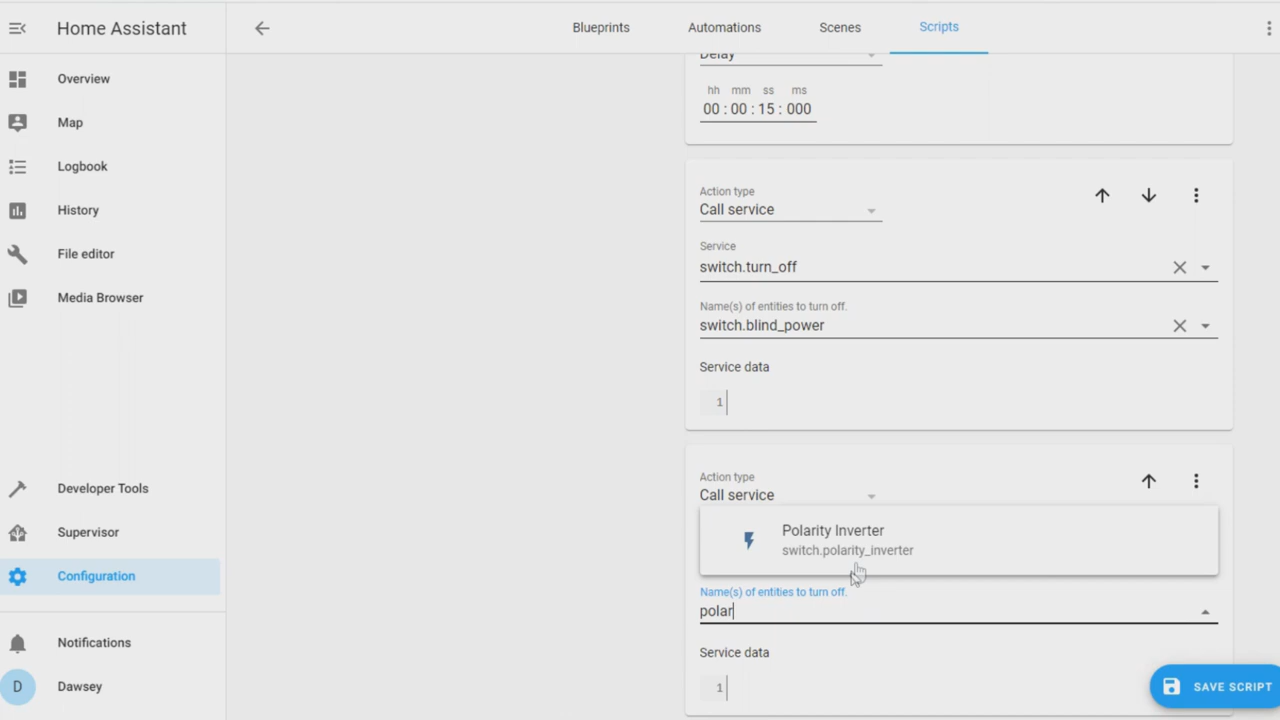 Home Assistant
Blueprints
Automations
Scenes
Scripts
Overview
Map
Logbook
History
File editor
Media Browser
Developer Tools
Supervisor
Configuration
Notifications
D
Dawsey
Delay
hh mm ss ms
00 : 00 : 15 : 000
Action type
Call service
Service
switch.turn_off
Name(s) of entities to turn off.
switch.blind_power
Service data
1
Action type
Call service
Polarity Inverter
switch.polarity_inverter
Name(s) of entities to turn off.
polar
Service data
1
SAVE SCRIPT